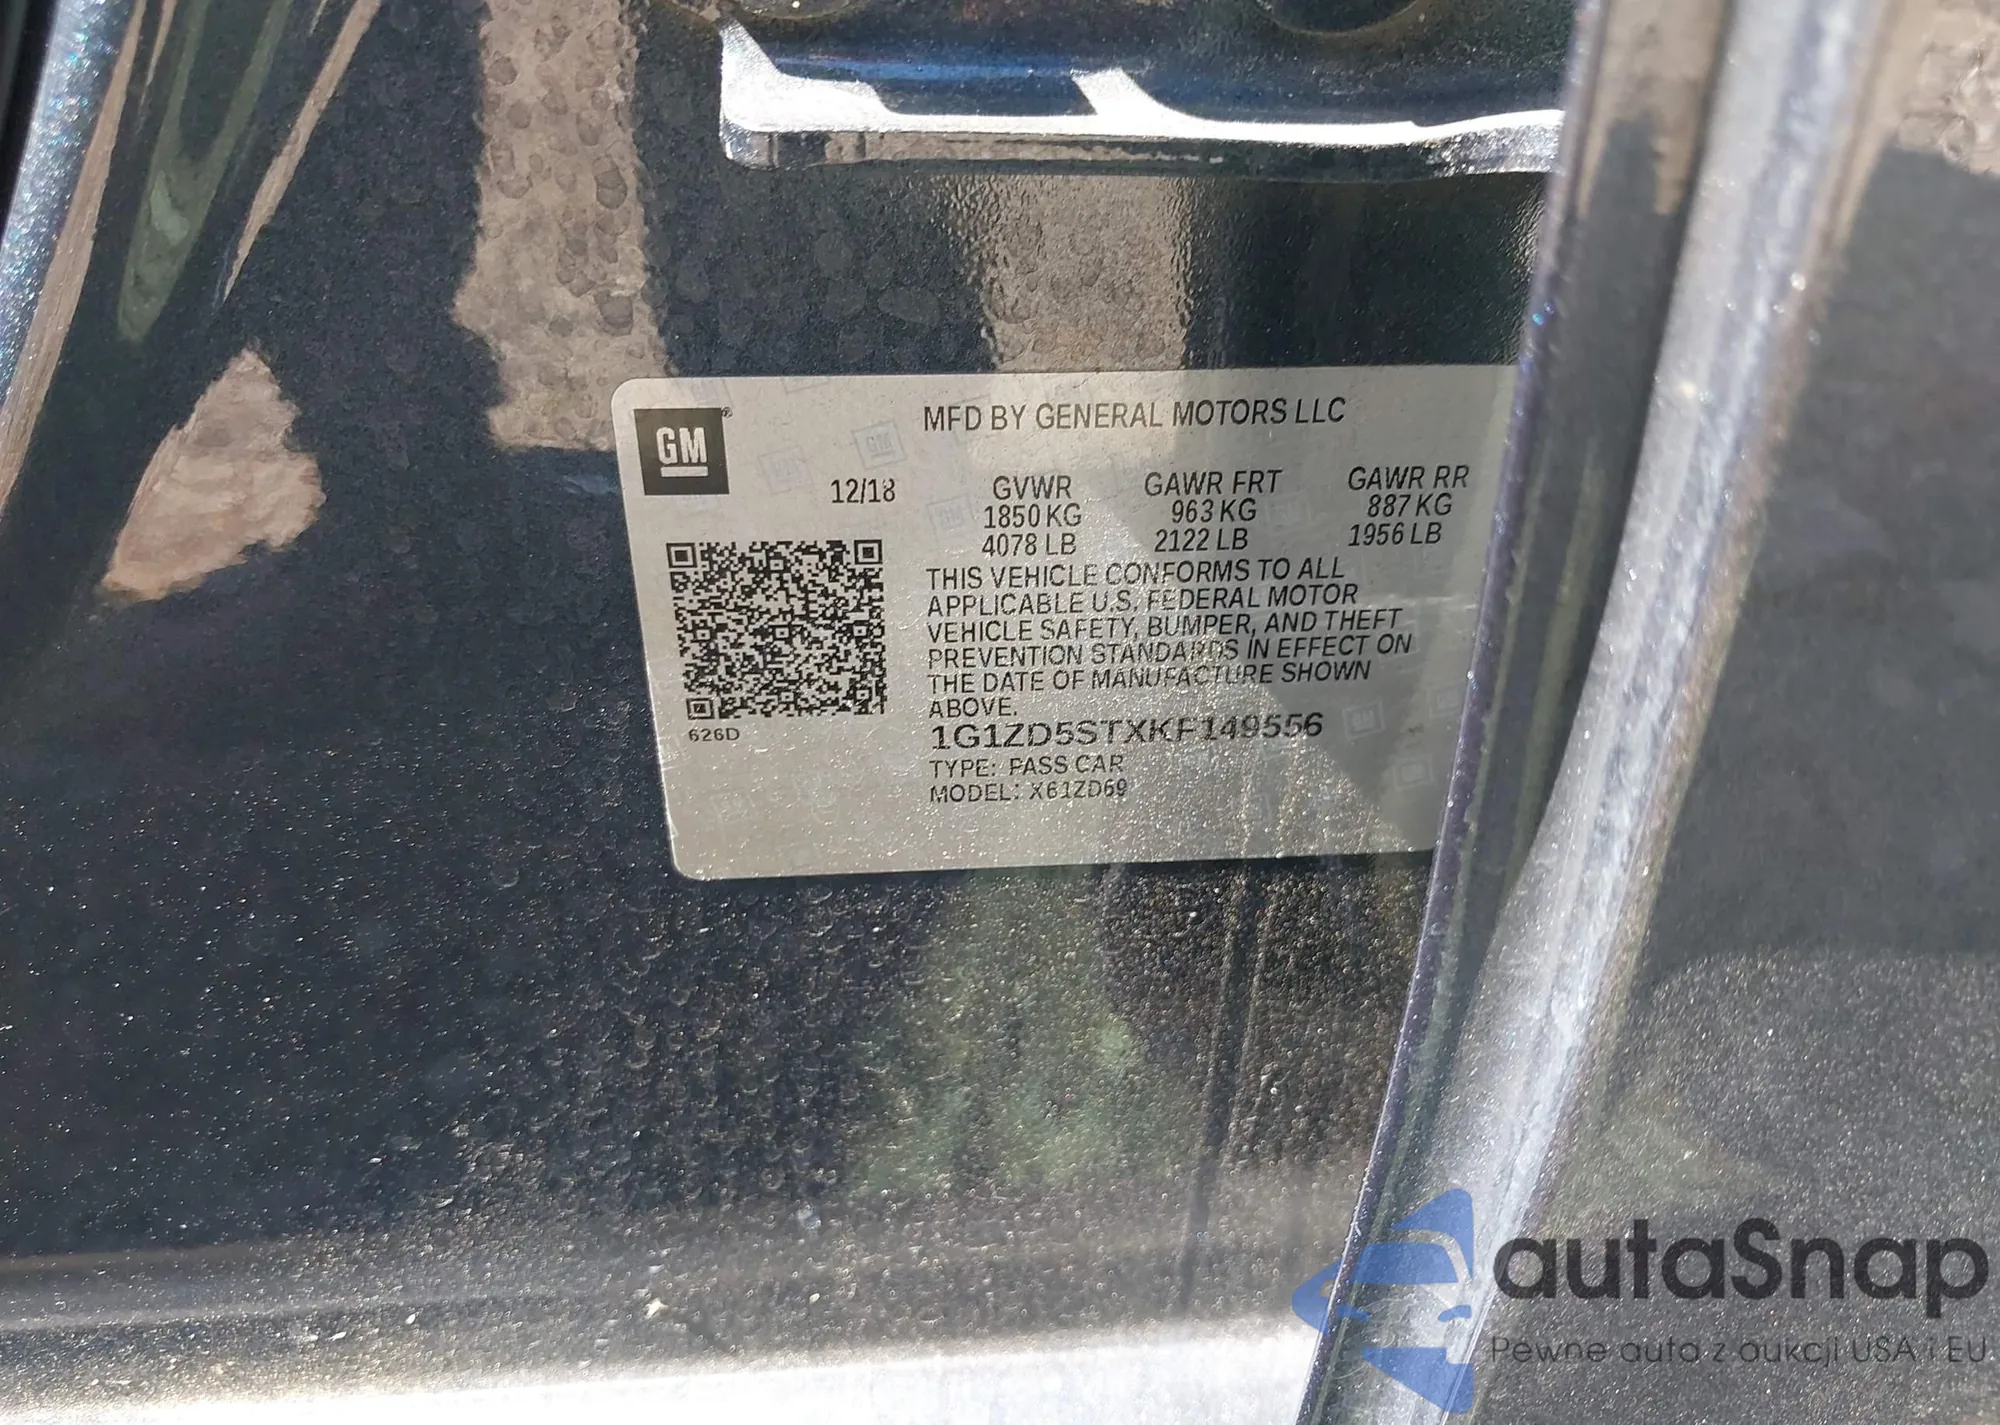 GM
MFD BY GENERAL MOTORS LLC
12/18
GVWR GAWR FRT GAWR RR
1850 KG 963 KG 887 KG
4078 LB 2122 LB 1956 LB
THIS VEHICLE CONFORMS TO ALL
APPLICABLE U.S. FEDERAL MOTOR
VEHICLE SAFETY, BUMPER, AND THEFT
PREVENTION STANDARDS IN EFFECT ON
THE DATE OF MANUFACTURE SHOWN
ABOVE.
626D
1G1ZD5STXKF149556
TYPE: PASS CAR
MODEL: X61ZD69
autaSnap
Pewne auta z aukcji USA i EU